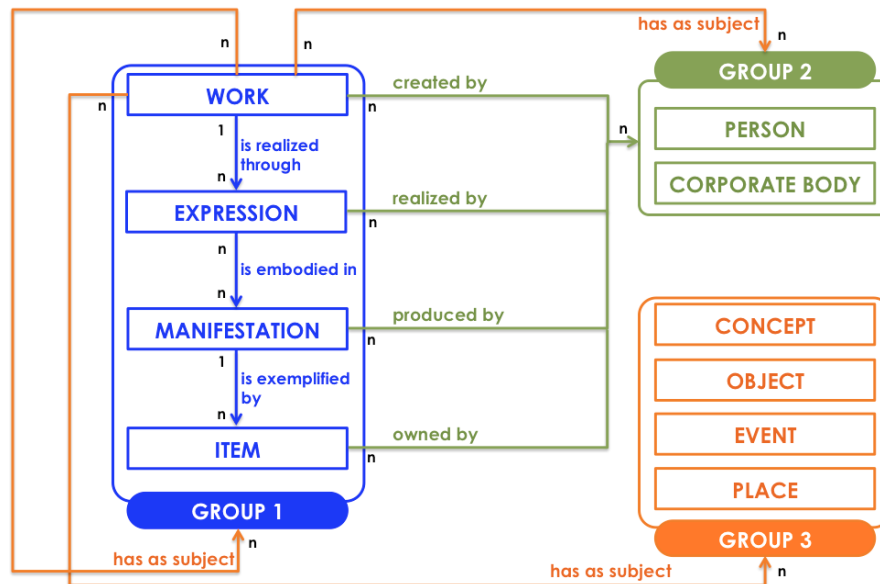 n
n
has as subject
n
GROUP 2
WORK
n
created by
n
PERSON
CORPORATE BODY
n
1
is realized
through
n
EXPRESSION
realized by
n
n
is embodied in
n
MANIFESTATION
produced by
n
1
is exemplified
by
n
ITEM
owned by
n
GROUP 1
CONCEPT
OBJECT
EVENT
PLACE
GROUP 3
has as subject
n
has as subject
n